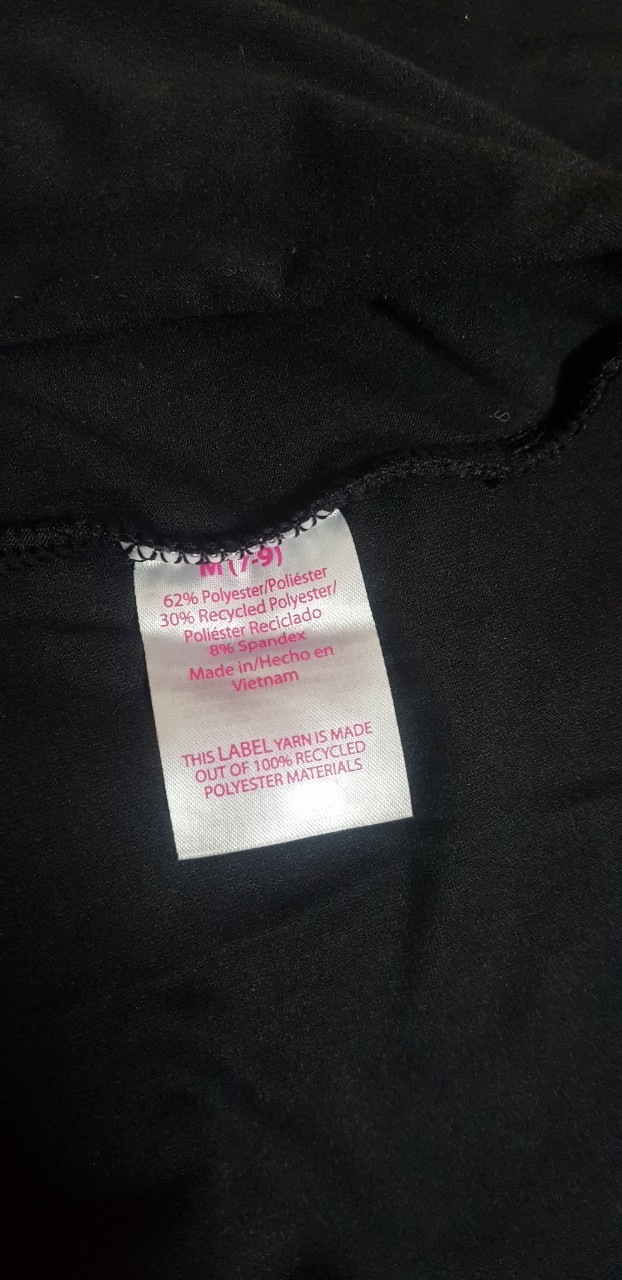 M (7-9)
62% Polyester/Poliéster
30% Recycled Polyester/
Poliéster Reciclado
8% Spandex
Made in/Hecho en
Vietnam
THIS LABEL YARN IS MADE
OUT OF 100% RECYCLED
POLYESTER MATERIALS